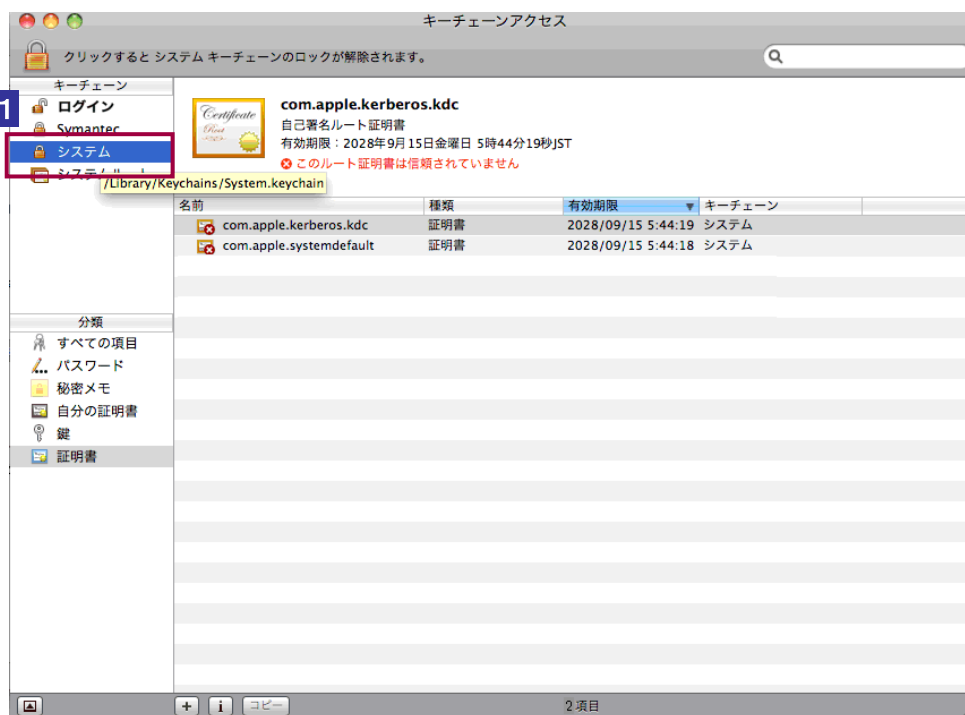 キーチェーンアクセス
クリックすると システム キーチェーンのロックが解除されます。
キーチェーン
1
ログイン
Symantec
システム
/Library/Keychains/System.keychain
Certificate
Root
com.apple.kerberos.kdc
自己署名ルート証明書
有効期限：2028年9月15日金曜日 5時44分19秒JST
このルート証明書は信頼されていません
名前 種類 有効期限 キーチェーン
com.apple.kerberos.kdc 証明書 2028/09/15 5:44:19 システム
com.apple.systemdefault 証明書 2028/09/15 5:44:18 システム
分類
すべての項目
パスワード
秘密メモ
自分の証明書
鍵
証明書
コピー
2 項目